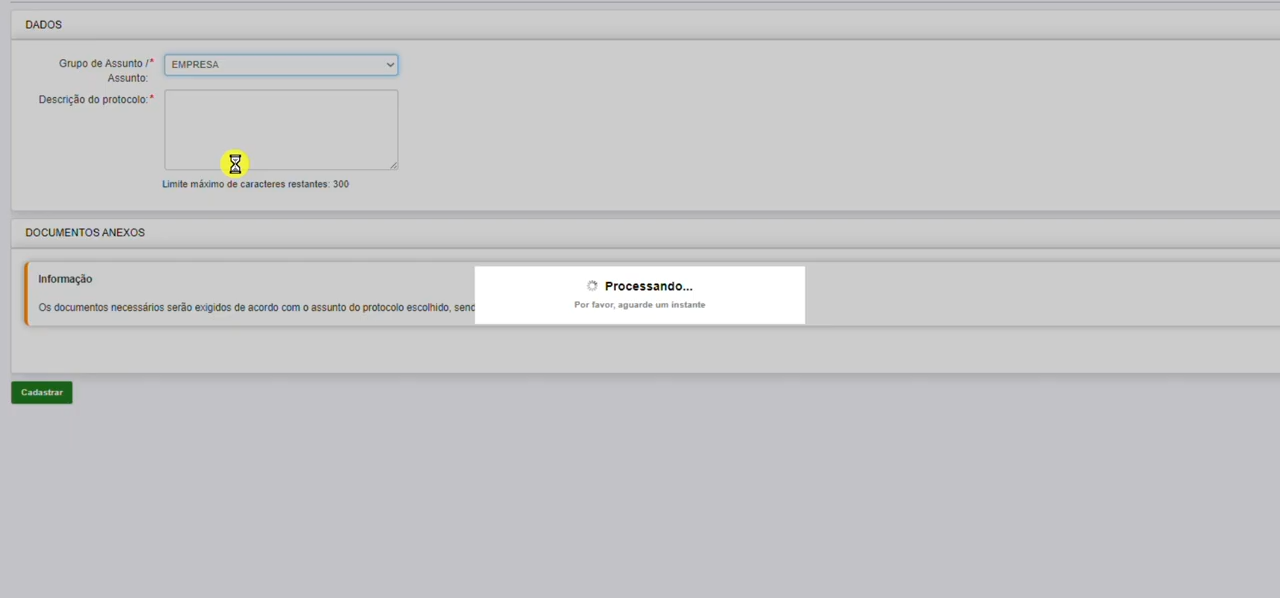 DADOS
Grupo de Assunto /*
Assunto:
EMPRESA
Descrição do protocolo:*
Limite máximo de caracteres restantes: 300
DOCUMENTOS ANEXOS
Informação
Os documentos necessários serão exigidos de acordo com o assunto do protocolo escolhido, send
Processando...
Por favor, aguarde um instante
Cadastrar